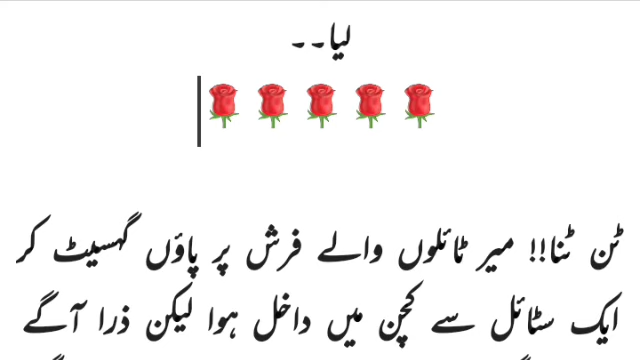 لیا۔۔
🌹🌹🌹🌹🌹
ٹن ٹنا!! میر ٹائلوں والے فرش پر پاؤں گھسیٹ کر
ایک سٹائل سے کچن میں داخل ہوا لیکن ذرا آگے